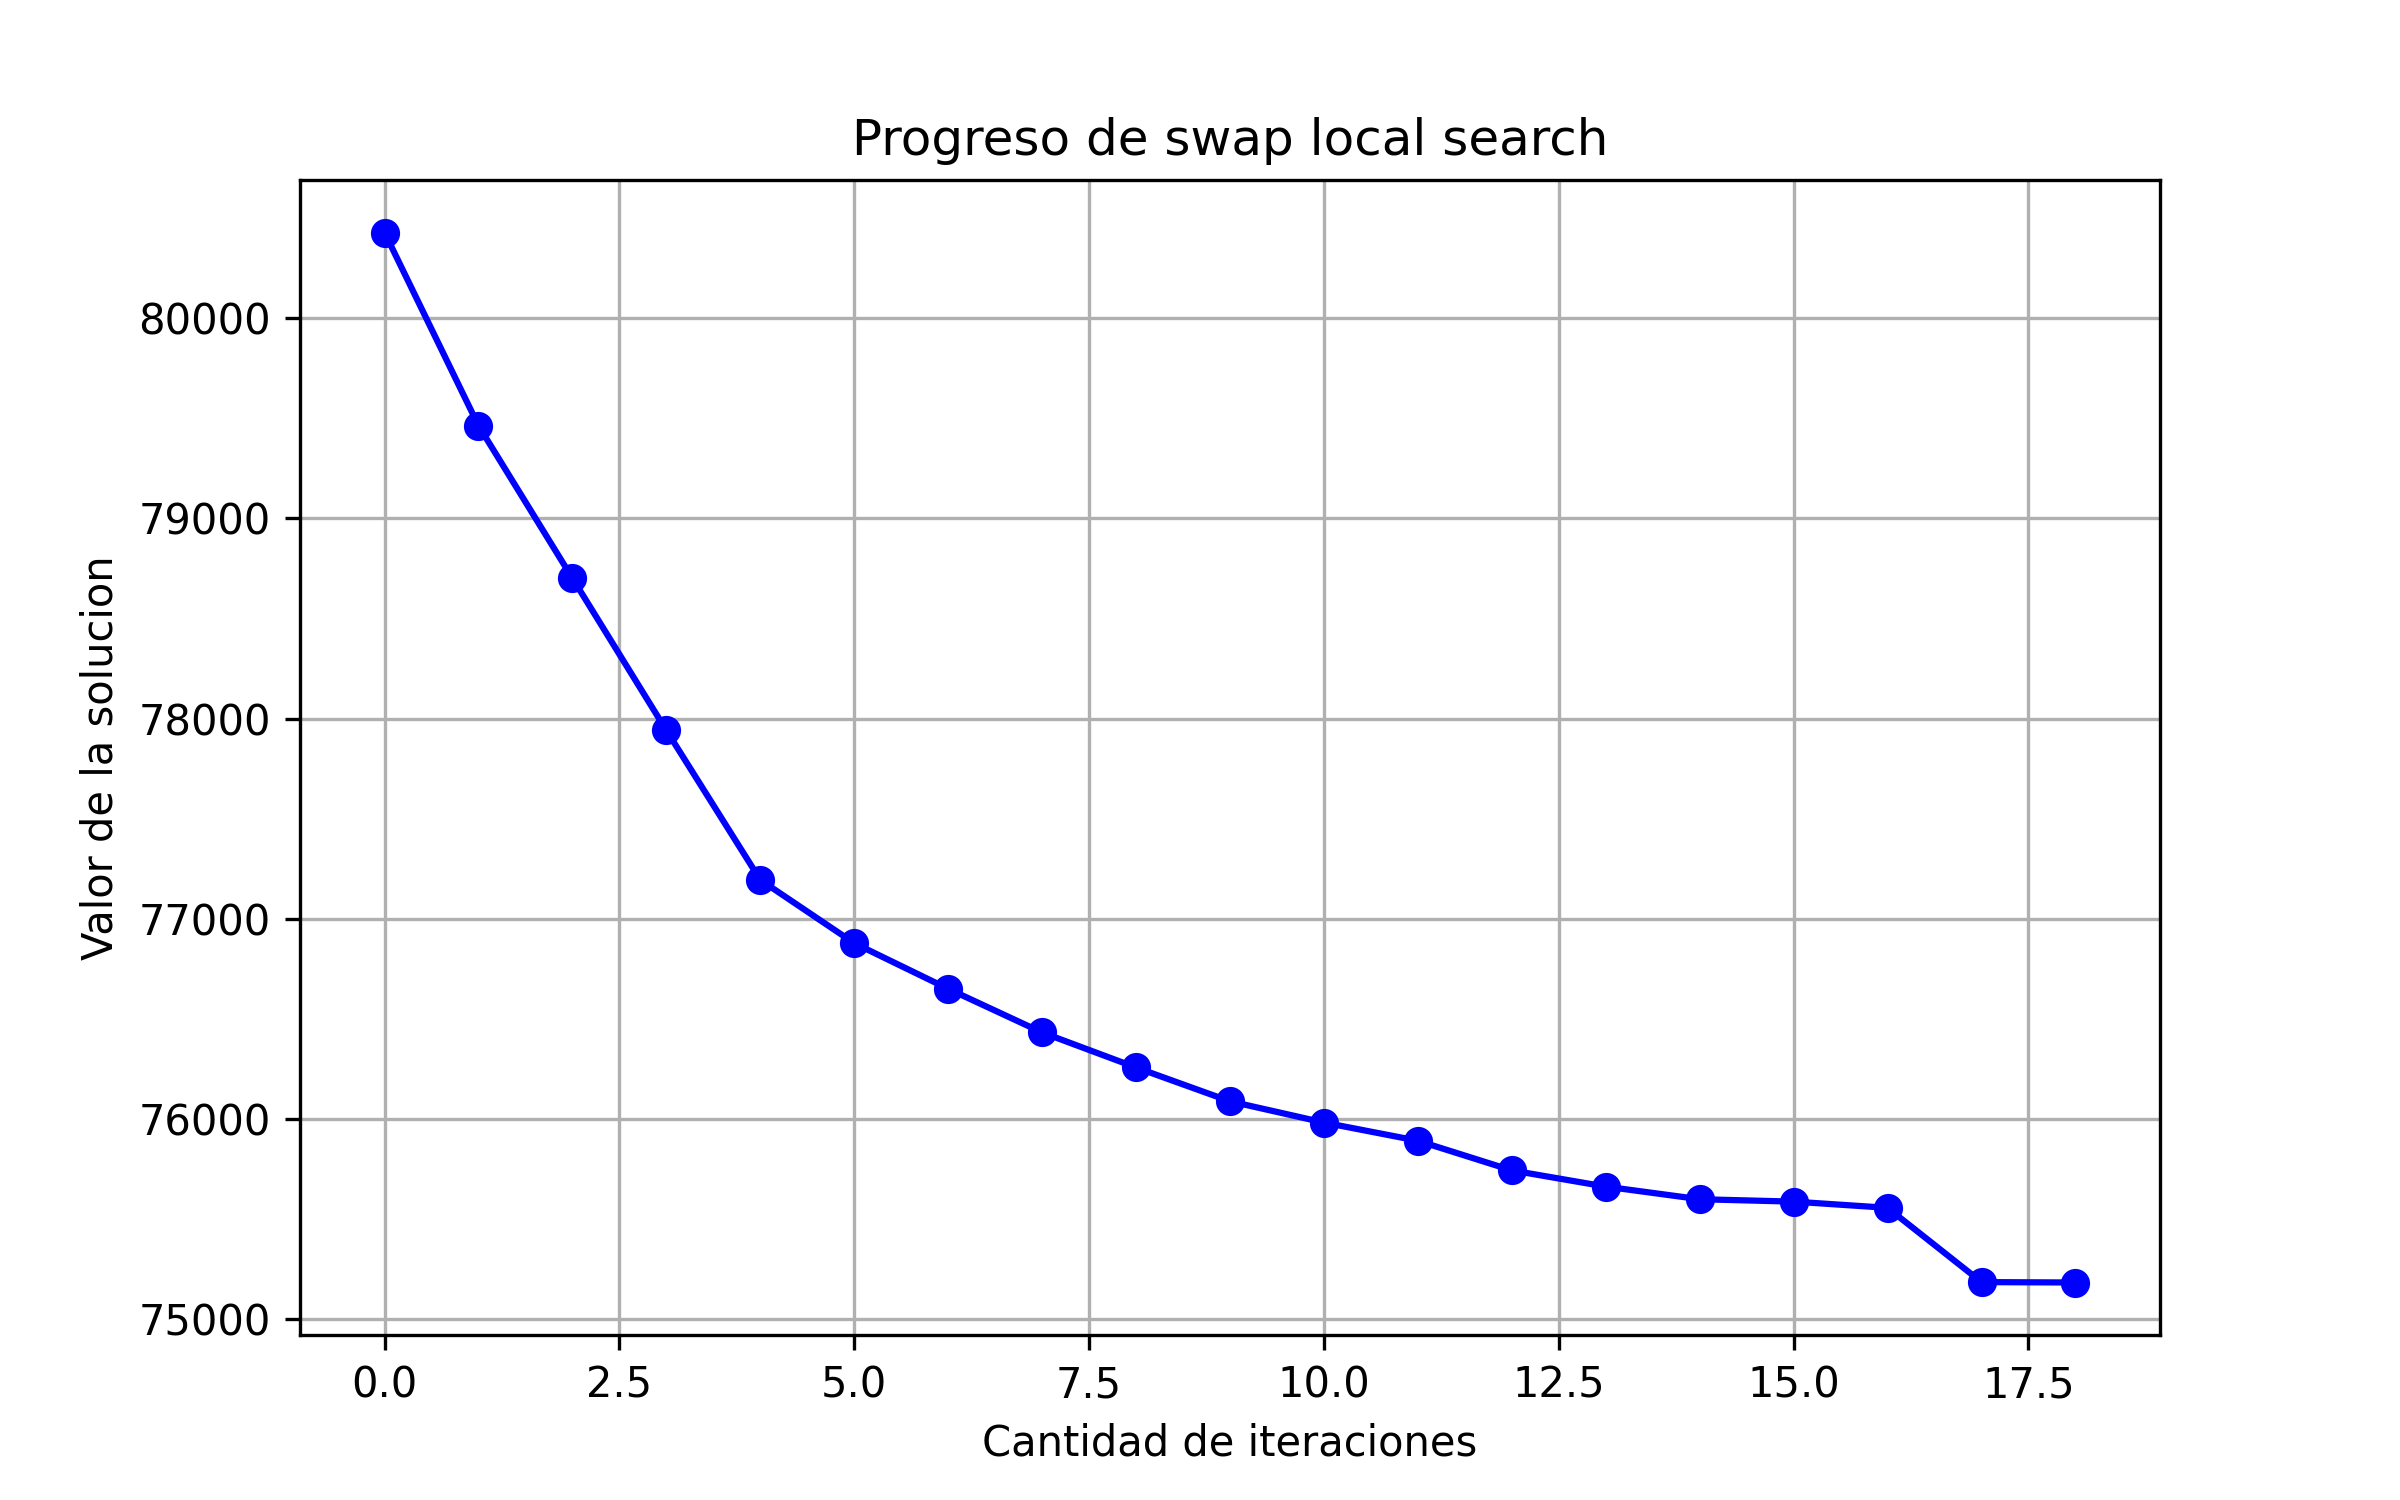 Progreso de swap local search
Valor de la solucion
80000
79000
78000
77000
76000
75000
0.0 2.5 5.0 7.5 10.0 12.5 15.0 17.5
Cantidad de iteraciones